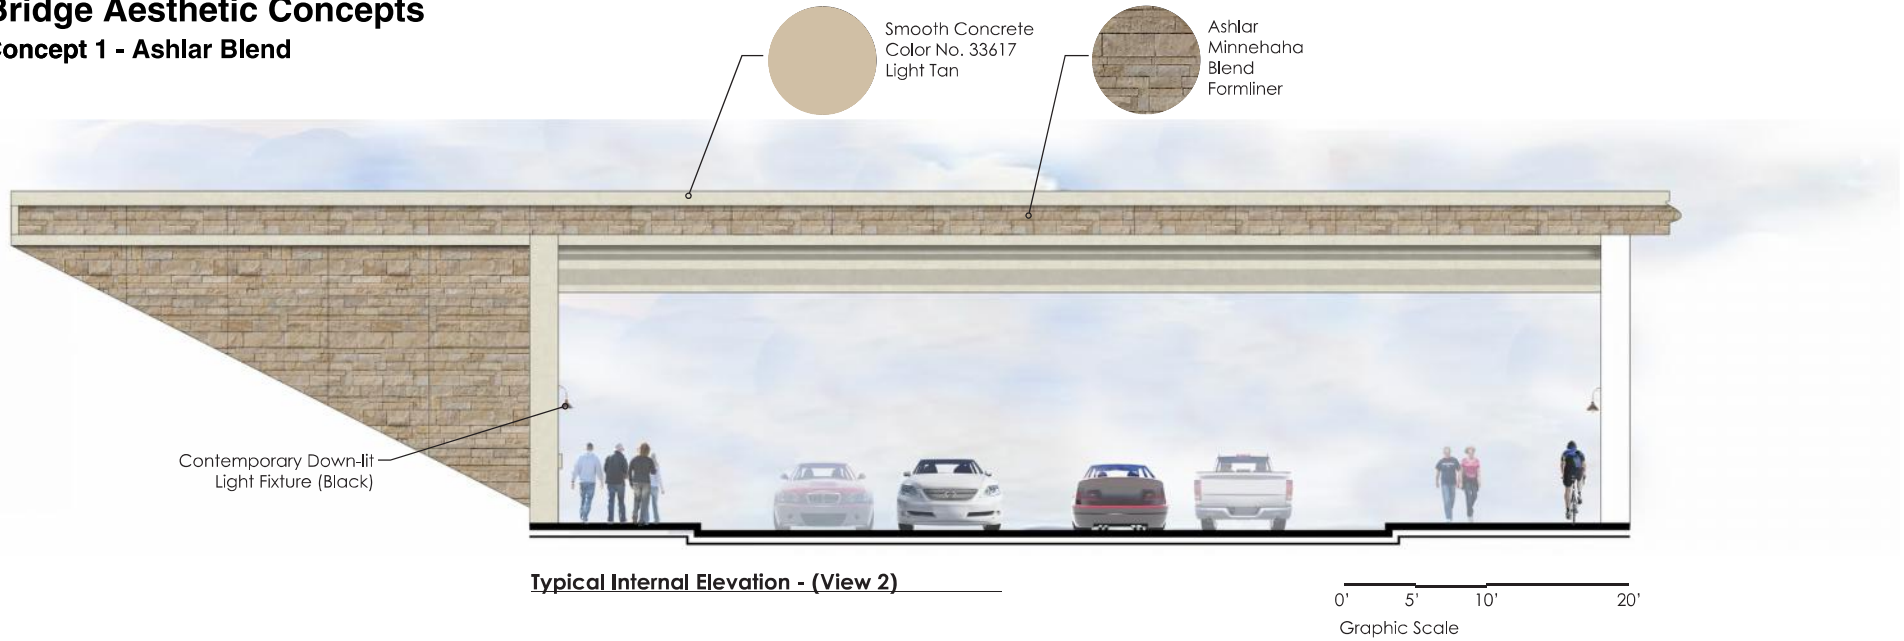 Bridge Aesthetic Concepts
Concept 1 - Ashlar Blend
Smooth Concrete
Color No. 33617
Light Tan
Ashlar
Minnehaha
Blend
Formliner
Contemporary Down-lit
Light Fixture (Black)
Typical Internal Elevation - (View 2)
0' 5' 10' 20'
Graphic Scale